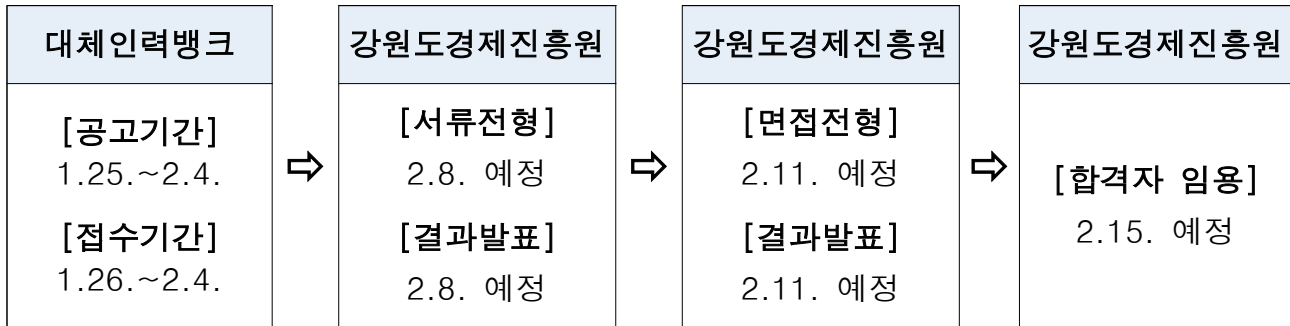 대체인력뱅크
[공고기간]
1.25.~2.4.
[접수기간]
1.26.~2.4.
⇨
강원도경제진흥원
[서류전형]
2.8. 예정
[결과발표]
2.8. 예정
⇨
강원도경제진흥원
[면접전형]
2.11. 예정
[결과발표]
2.11. 예정
⇨
강원도경제진흥원
[합격자 임용]
2.15. 예정